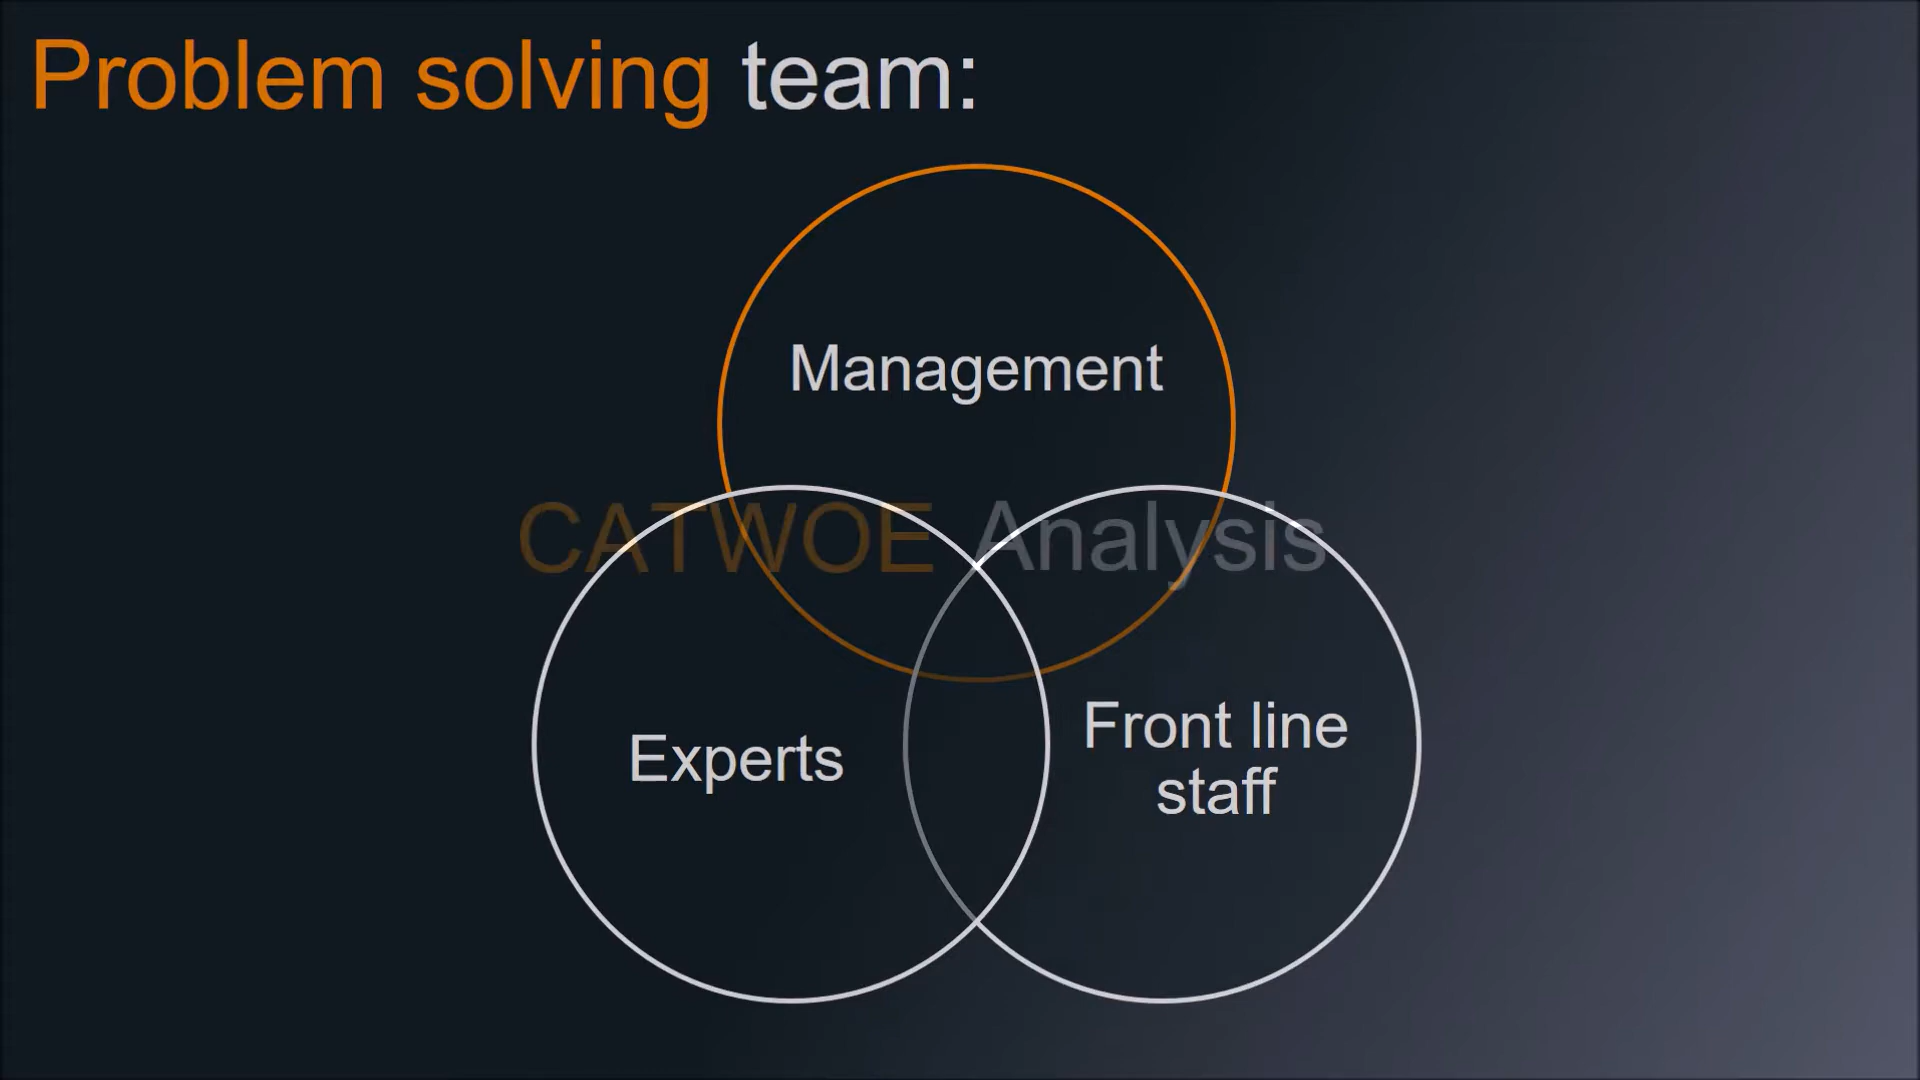 Problem solving team:
Management
CATWOE Analysis
Experts
Front line
staff